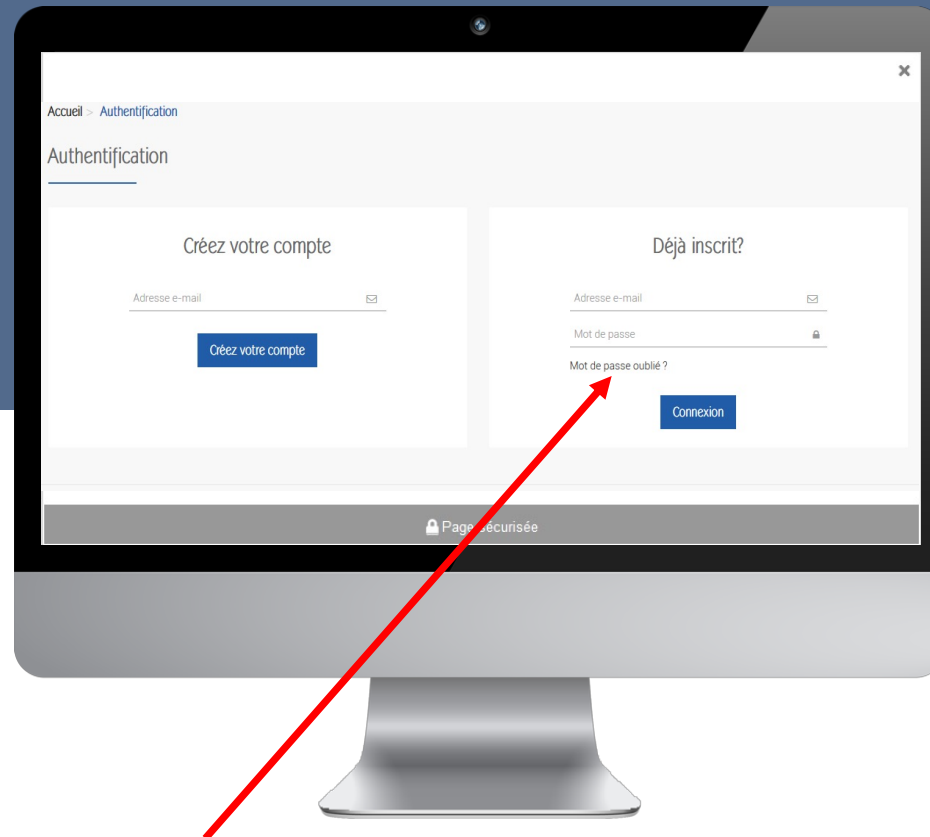 Accueil > Authentification
Authentification
Créez votre compte
Adresse e-mail
Créez votre compte
Déjà inscrit?
Adresse e-mail
Mot de passe
Mot de passe oublié ?
Connexion
Page sécurisée